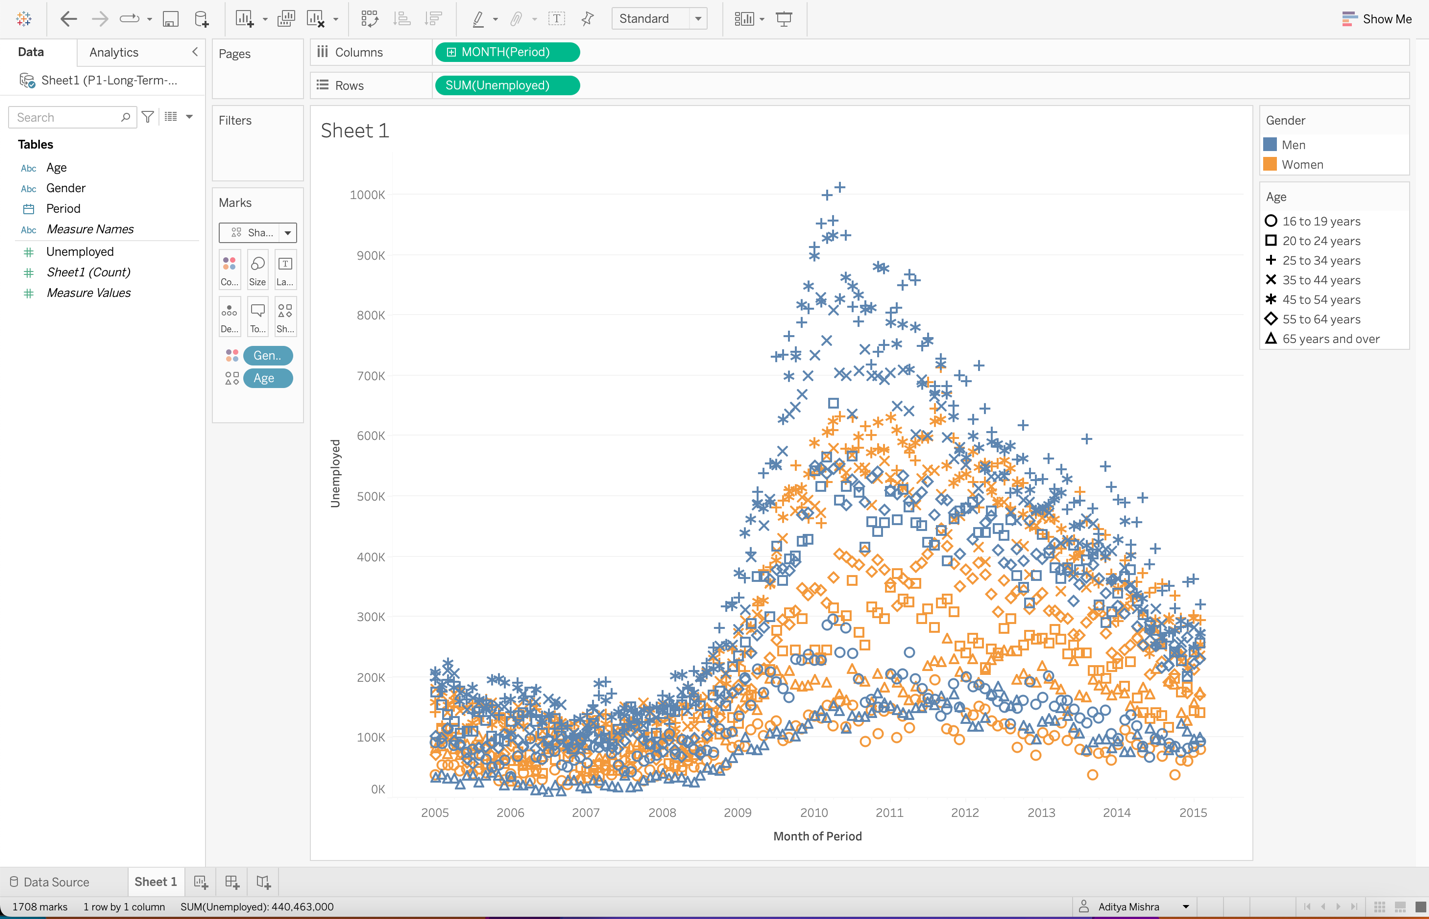 Standard
Show Me
Data
Analytics
Pages
Columns
MONTH(Period)
Rows
SUM(Unemployed)
Sheet1 (P1-Long-Term-...
Search
Filters
Tables
Abc Age
Abc Gender
Period
Abc Measure Names
# Unemployed
# Sheet1 (Count)
# Measure Values
Marks
Sha...
Co...
Size
La...
De...
To...
Sh...
Gen..
Age
Sheet 1
Unemployed
1000K
900K
800K
700K
600K
500K
400K
300K
200K
100K
0K
2005 2006 2007 2008 2009 2010 2011 2012 2013 2014 2015
Month of Period
Gender
Men
Women
Age
16 to 19 years
20 to 24 years
25 to 34 years
35 to 44 years
45 to 54 years
55 to 64 years
65 years and over
Data Source
Sheet 1
1708 marks
1 row by 1 column
SUM(Unemployed): 440,463,000
Aditya Mishra